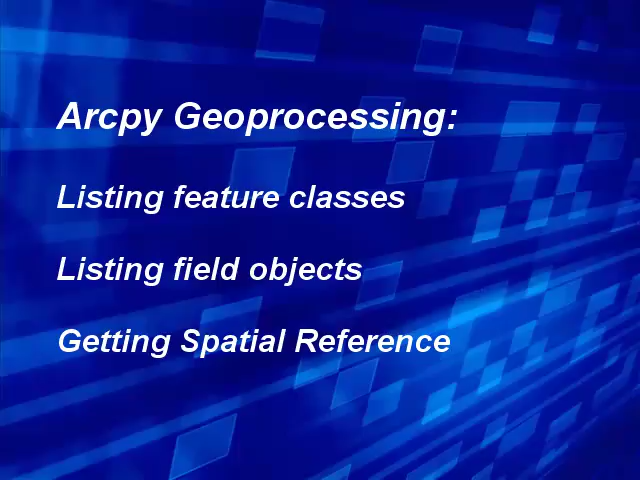 Arcpy Geoprocessing:
Listing feature classes
Listing field objects
Getting Spatial Reference